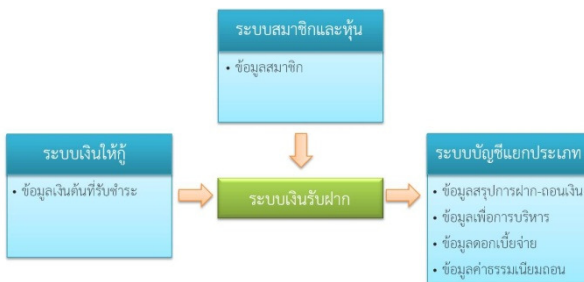 ระบบสมาชิกและหุ้น
• ข้อมูลสมาชิก
ระบบเงินให้กู้
• ข้อมูลเงินต้นที่รับชำระ
ระบบเงินรับฝาก
ระบบบัญชีแยกประเภท
• ข้อมูลสรุปการฝาก-ถอนเงิน
• ข้อมูลเพื่อการบริหาร
• ข้อมูลดอกเบี้ยจ่าย
• ข้อมูลค่าธรรมเนียมถอน